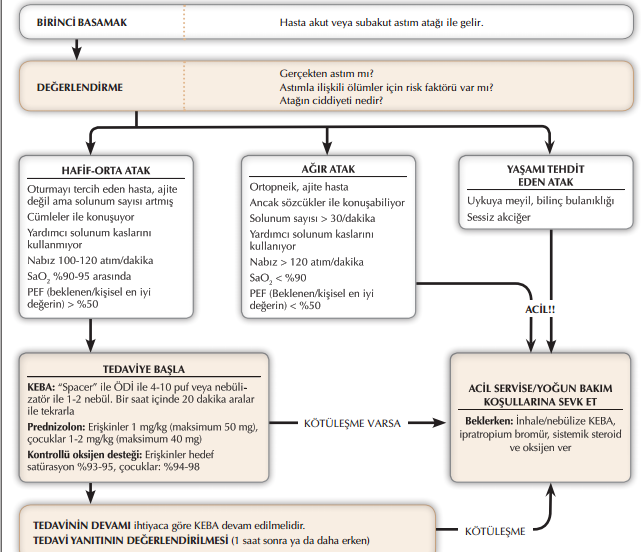 BİRİNCİ BASAMAK
Hasta akut veya subakut astım atağı ile gelir.
DEĞERLENDİRME
Gerçekten astım mı?
Astımla ilişkili ölümler için risk faktörü var mı?
Atağın ciddiyeti nedir?
HAFİF-ORTA ATAK
Oturmayı tercih eden hasta, ajite
değil ama solunum sayısı artmış
Cümleler ile konuşuyor
Yardımcı solunum kaslarını
kullanmıyor
Nabız 100-120 atım/dakika
SaO2 %90-95 arasında
PEF (beklenen/kişisel en iyi
değerin) > %50
AĞIR ATAK
Ortopneik, ajite hasta
Ancak sözcükler ile konuşabiliyor
Solunum sayısı > 30/dakika
Yardımcı solunum kaslarını
kullanıyor
Nabız > 120 atım/dakika
SaO2 < %90
PEF (Beklenen/kişisel en iyi
değerin) < %50
YAŞAMI TEHDİT
EDEN ATAK
Uykuya meyil, bilinç bulanıklığı
Sessiz akciğer
ACİL!!
TEDAVİYE BAŞLA
KEBA: “Spacer” ile ÖDİ ile 4-10 puf veya nebüli-
zatör ile 1-2 nebül. Bir saat içinde 20 dakika aralar
ile tekrarla
Prednizolon: Erişkinler 1 mg/kg (maksimum 50 mg),
çocuklar 1-2 mg/kg (maksimum 40 mg)
Kontrollü oksijen desteği: Erişkinler hedef
satürasyon %93-95, çocuklar: %94-98
KÖTÜLEŞME VARSA
ACİL SERVİSE/YOĞUN BAKIM
KOŞULLARINA SEVK ET
Beklerken: İnhale/nebülize KEBA,
ipratropium bromür, sistemik steroid
ve oksijen ver
TEDAVİNİN DEVAMI ihtiyaca göre KEBA devam edilmelidir.
TEDAVİ YANITININ DEĞERLENDİRİLMESİ (1 saat sonra ya da daha erken)
KÖTÜLEŞME